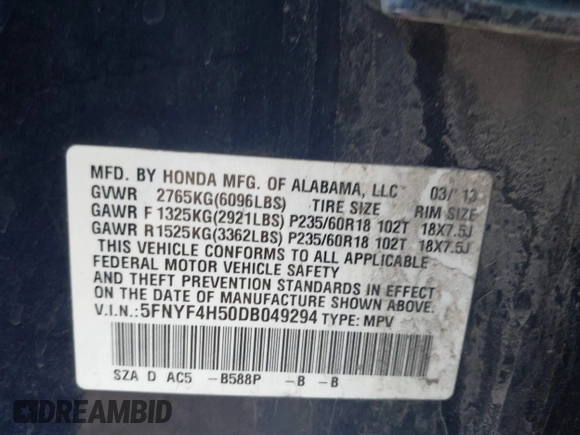 MFD. BY HONDA MFG. OF ALABAMA, LLC 03/13
GVWR 2765KG(6096LBS) TIRE SIZE RIM SIZE
GAWR F 1325KG(2921LBS) P235/60R18 102T 18X7.5J
GAWR R 1525KG(3362LBS) P235/60R18 102T 18X7.5J
THIS VEHICLE CONFORMS TO ALL APPLICABLE
FEDERAL MOTOR VEHICLE SAFETY
AND THEFT PREVENTION STANDARDS IN EFFECT
ON THE DATE OF MANUFACTURE SHOWN ABOVE.
V.I.N.: 5FNYF4H50DB049294 TYPE: MPV
SZA D AC5 -B588P -B -B
DREAMBID